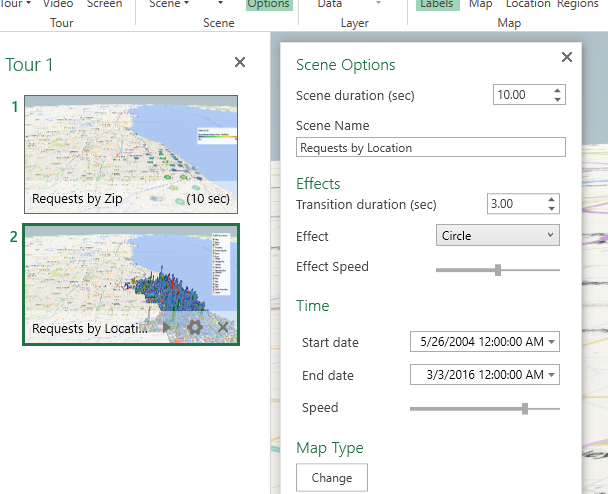 Tour Video Screen Scene Options Data Labels Map Location Regions
Tour Scene Layer Map
Tour 1
1
Requests by Zip (10 sec)
2
Requests by Locati...
Scene Options
Scene duration (sec) 10.00
Scene Name
Requests by Location
Effects
Transition duration (sec) 3.00
Effect Circle
Effect Speed
Time
Start date 5/26/2004 12:00:00 AM
End date 3/3/2016 12:00:00 AM
Speed
Map Type
Change